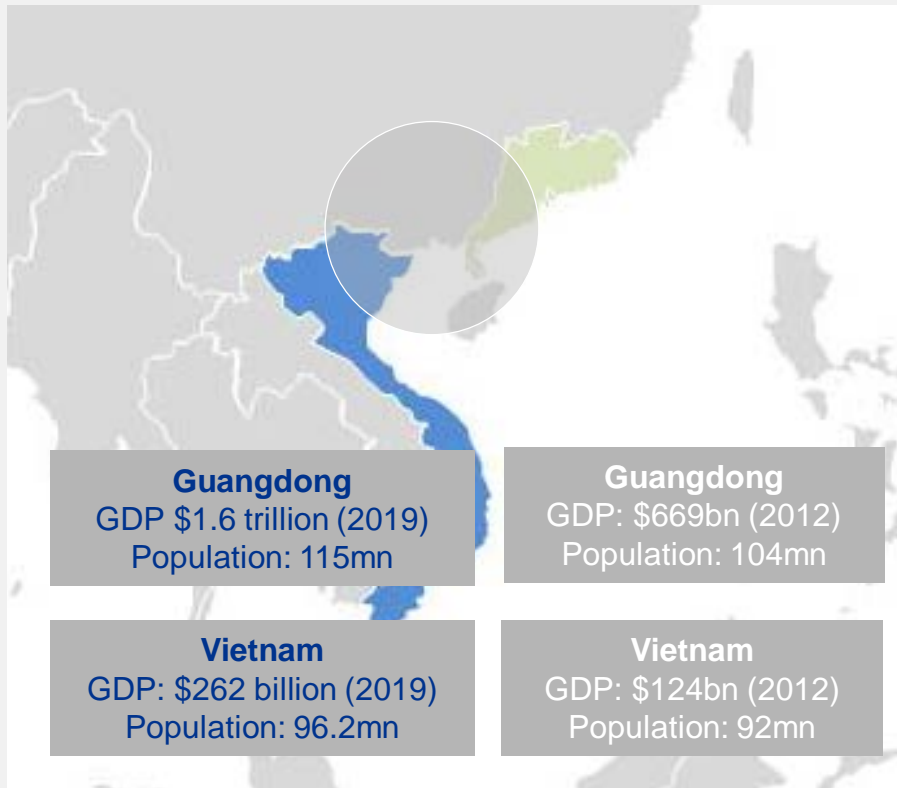 Guangdong
GDP $1.6 trillion (2019)
Population: 115mn
Guangdong
GDP: $669bn (2012)
Population: 104mn
Vietnam
GDP: $262 billion (2019)
Population: 96.2mn
Vietnam
GDP: $124bn (2012)
Population: 92mn